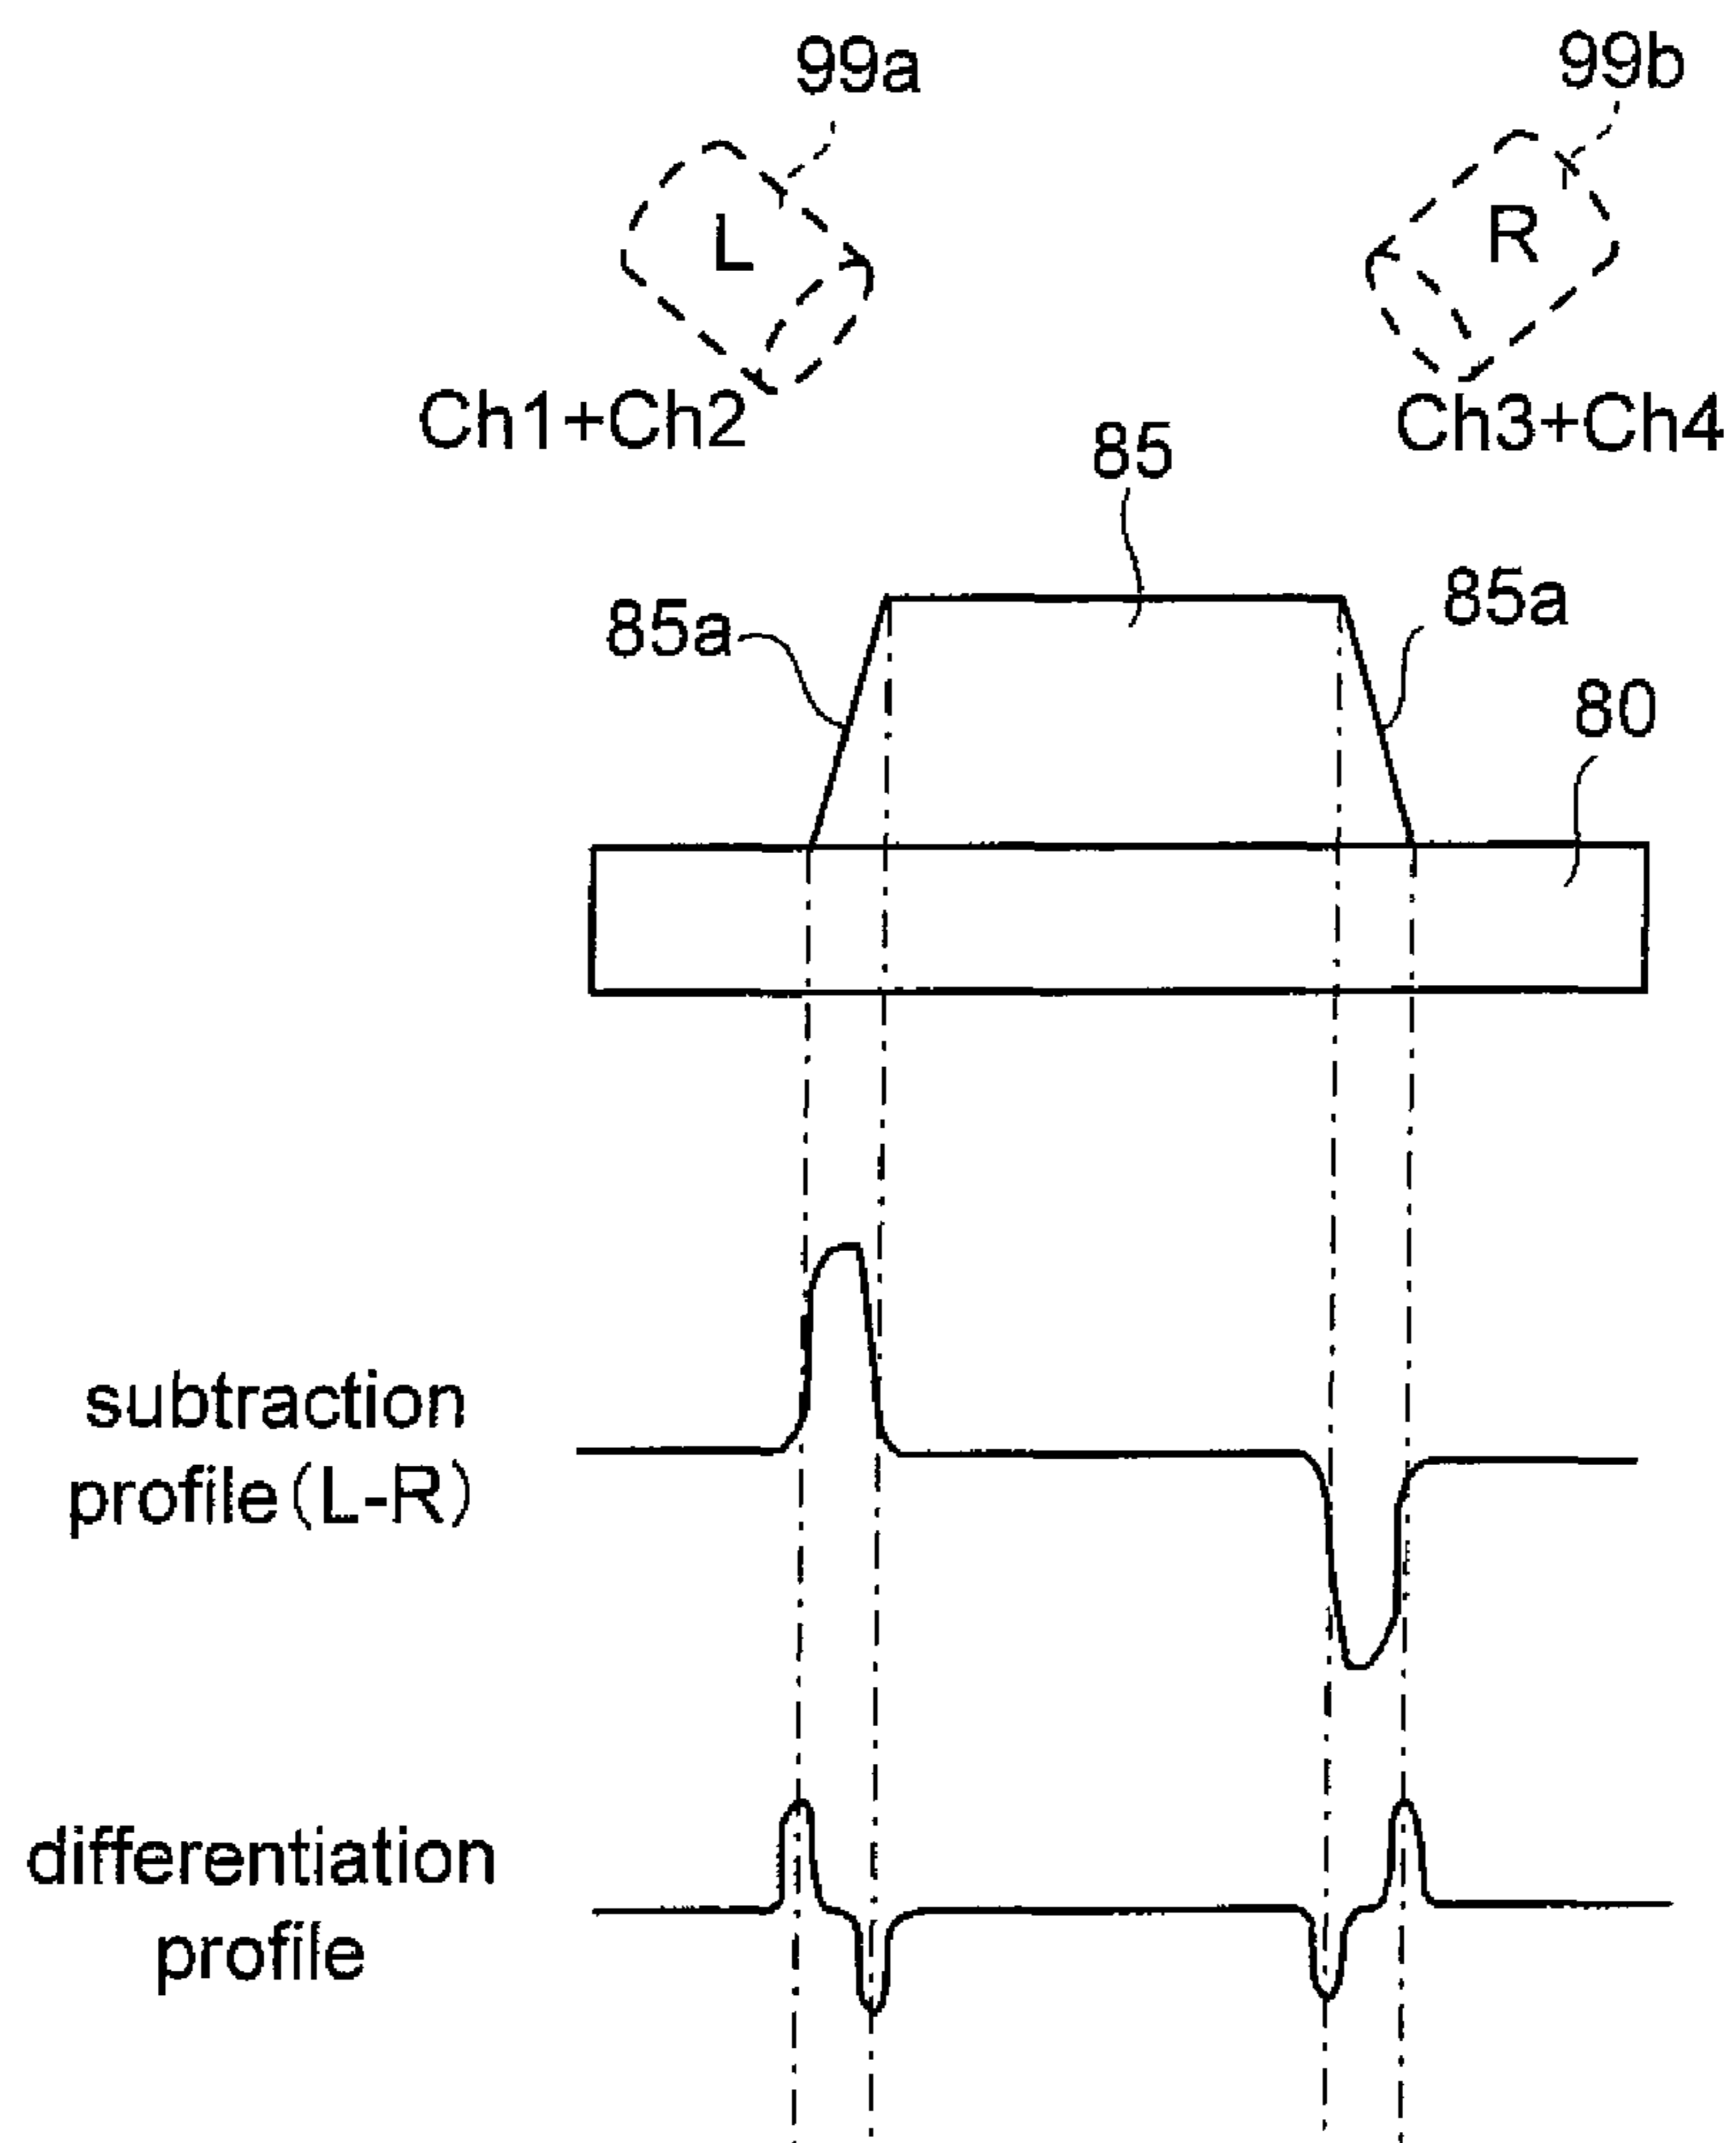 99a
99b
L
R
Ch1+Ch2
Ch3+Ch4
85
85a
85a
80
subtraction
profile(L-R)
differentiation
profile